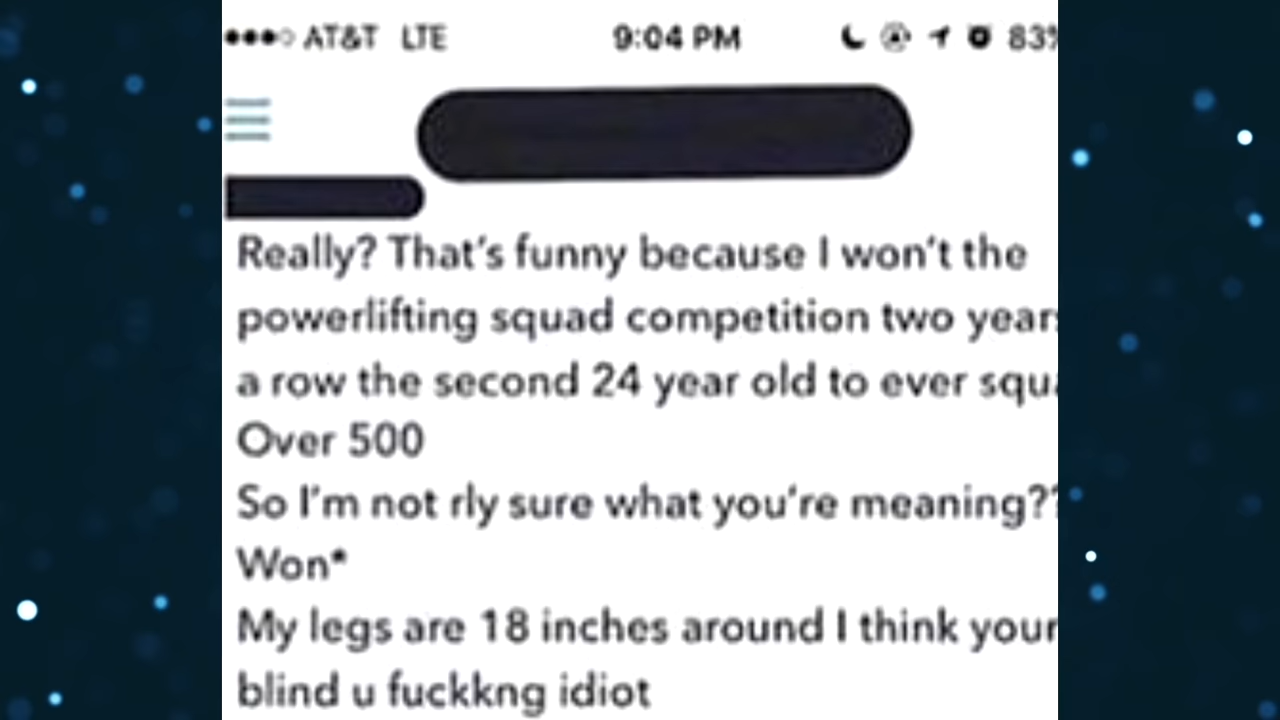 AT&T LTE 9:04 PM 83%
Really? That's funny because I won't the
powerlifting squad competition two years
a row the second 24 year old to ever squa
Over 500
So I'm not rly sure what you're meaning??
Won*
My legs are 18 inches around I think your
blind u fuckkng idiot